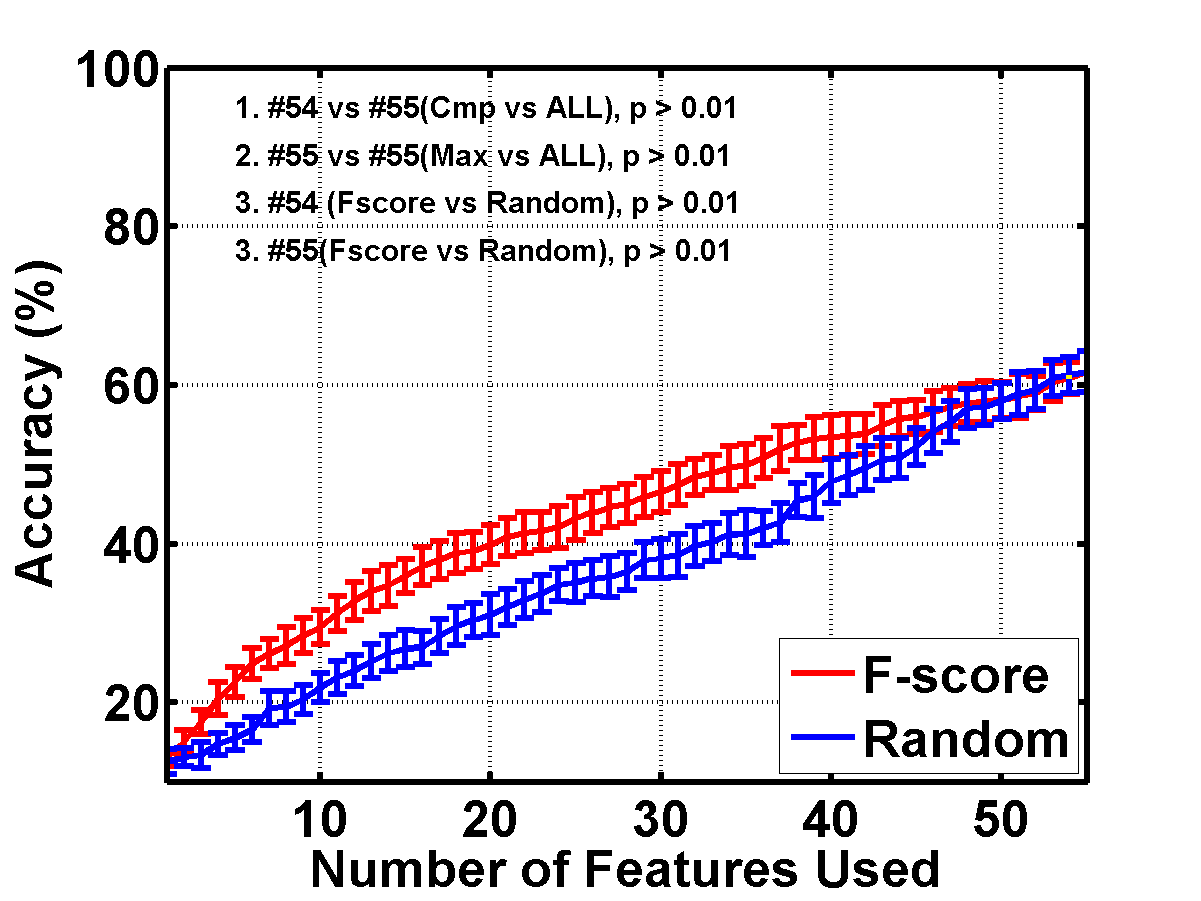 100
80
60
40
20
Accuracy (%)
1. #54 vs #55(Cmp vs ALL), p > 0.01
2. #55 vs #55(Max vs ALL), p > 0.01
3. #54 (Fscore vs Random), p > 0.01
3. #55(Fscore vs Random), p > 0.01
F-score
Random
10 20 30 40 50
Number of Features Used